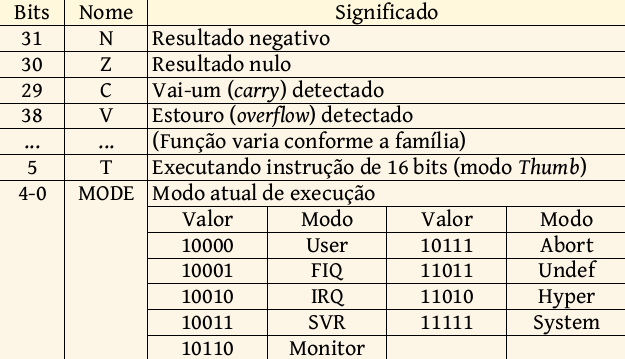 Bits Nome Significado
31 N Resultado negativo
30 Z Resultado nulo
29 C Vai-um (carry) detectado
38 V Estouro (overflow) detectado
... ... (Função varia conforme a família)
5 T Executando instrução de 16 bits (modo Thumb)
4-0 MODE Modo atual de execução
Valor Modo Valor Modo
10000 User 10111 Abort
10001 FIQ 11011 Undef
10010 IRQ 11010 Hyper
10011 SVR 11111 System
10110 Monitor